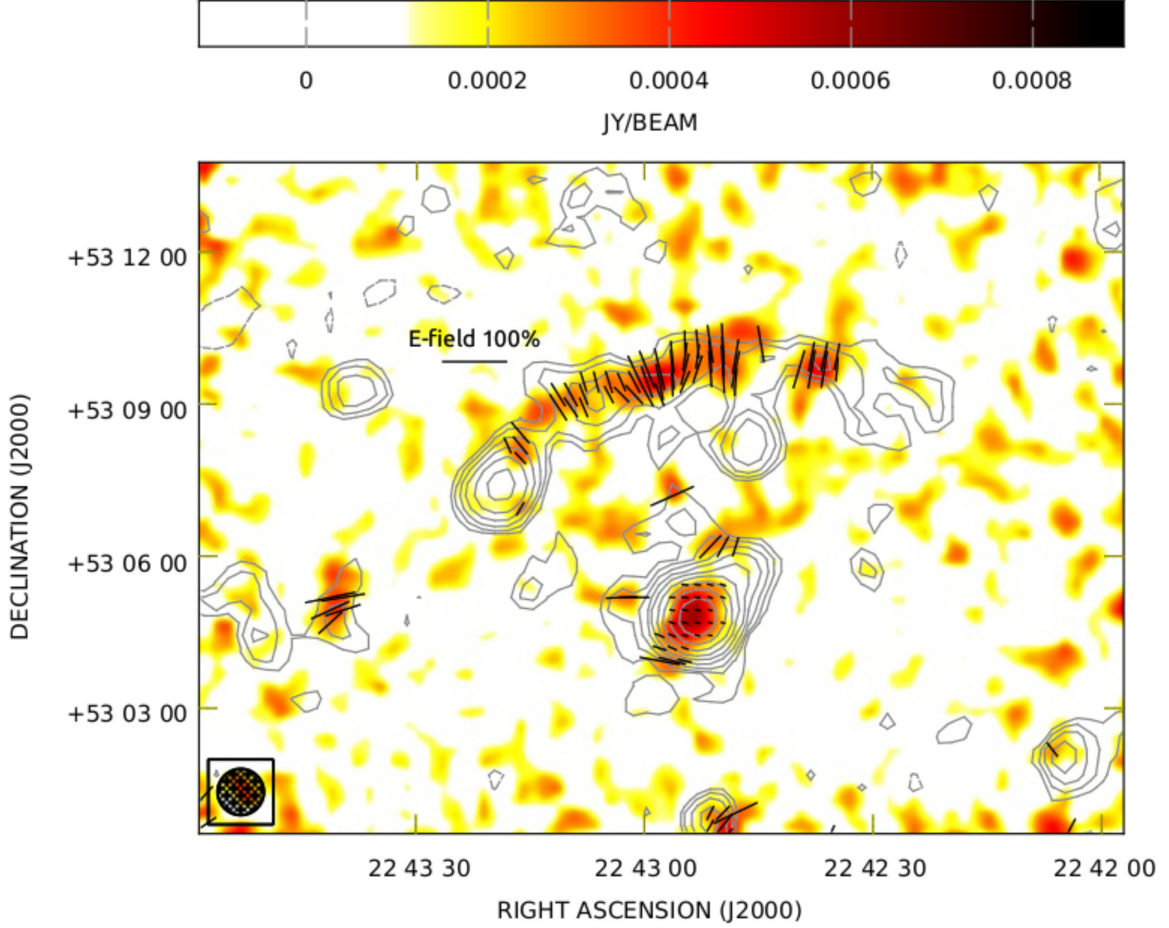 0 0.0002 0.0004 0.0006 0.0008
JY/BEAM
+53 12 00
E-field 100%
+53 09 00
DECLINATION (J2000)
+53 06 00
+53 03 00
22 43 30 22 43 00 22 42 30 22 42 00
RIGHT ASCENSION (J2000)